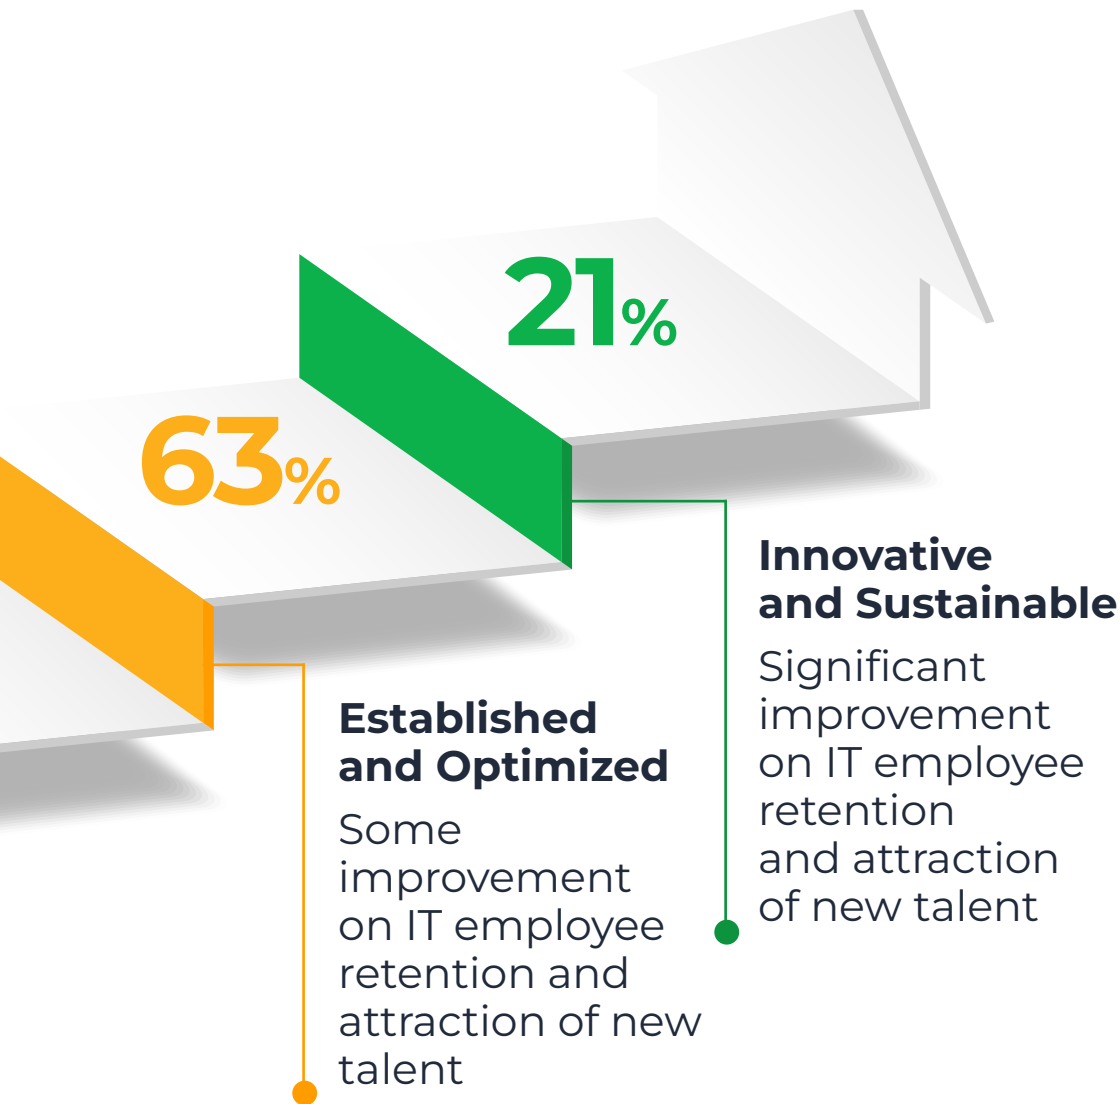 21%
63%
Innovative
and Sustainable
Significant
improvement
on IT employee
retention
and attraction
of new talent
Established
and Optimized
Some
improvement
on IT employee
retention and
attraction of new
talent